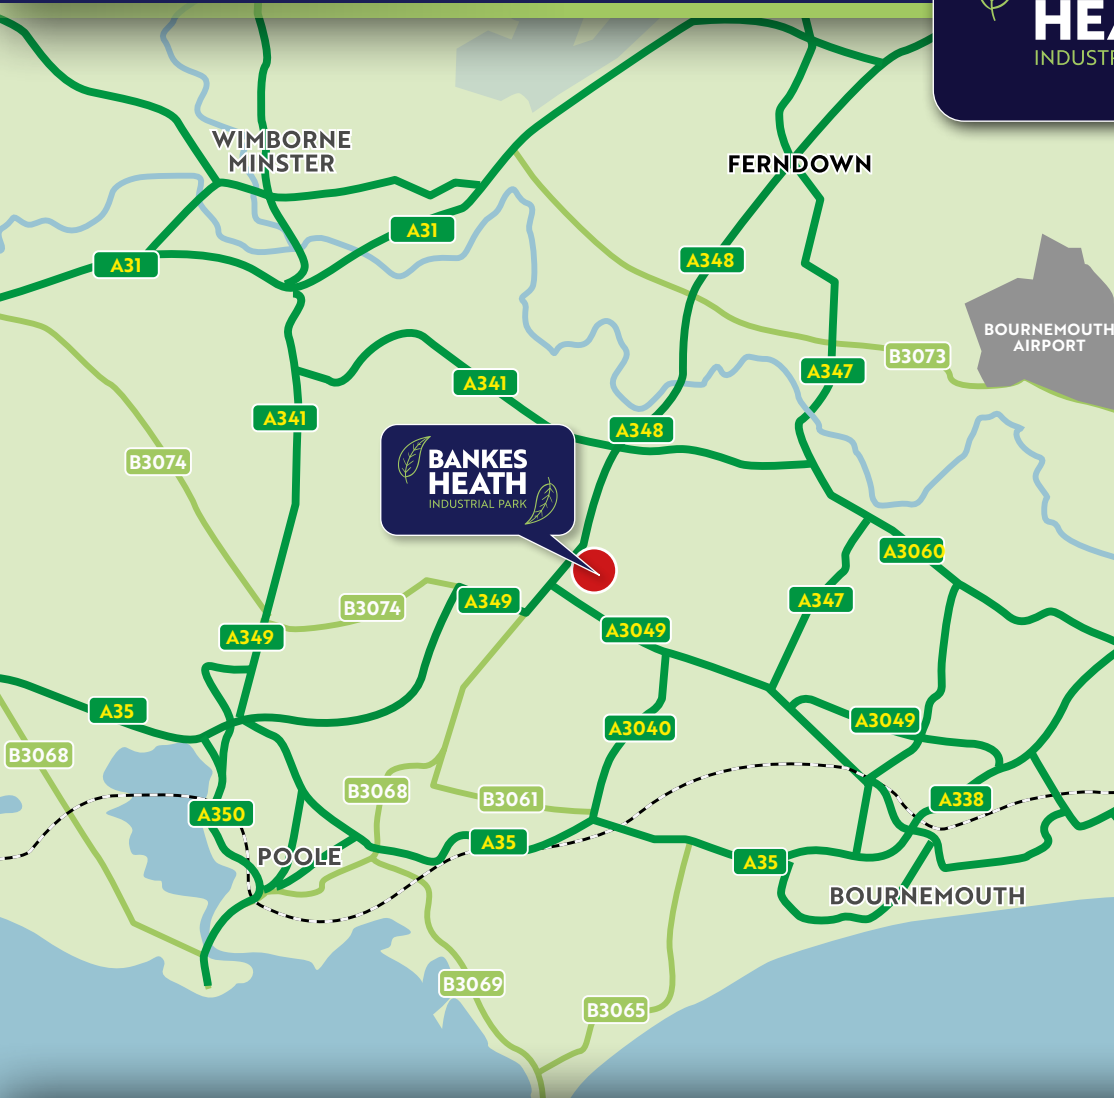 HEA
INDUSTR
WIMBORNE
MINSTER
FERNDOWN
A31
A31
A348
BOURNEMOUTH
AIRPORT
B3073
A347
A341
A341
A348
B3074
BANKES
HEATH
INDUSTRIAL PARK
A3060
A349
A347
B3074
A3049
A349
A35
A3049
A3040
B3068
B3068
B3061
A338
A350
A35
POOLE
A35
BOURNEMOUTH
B3069
B3065